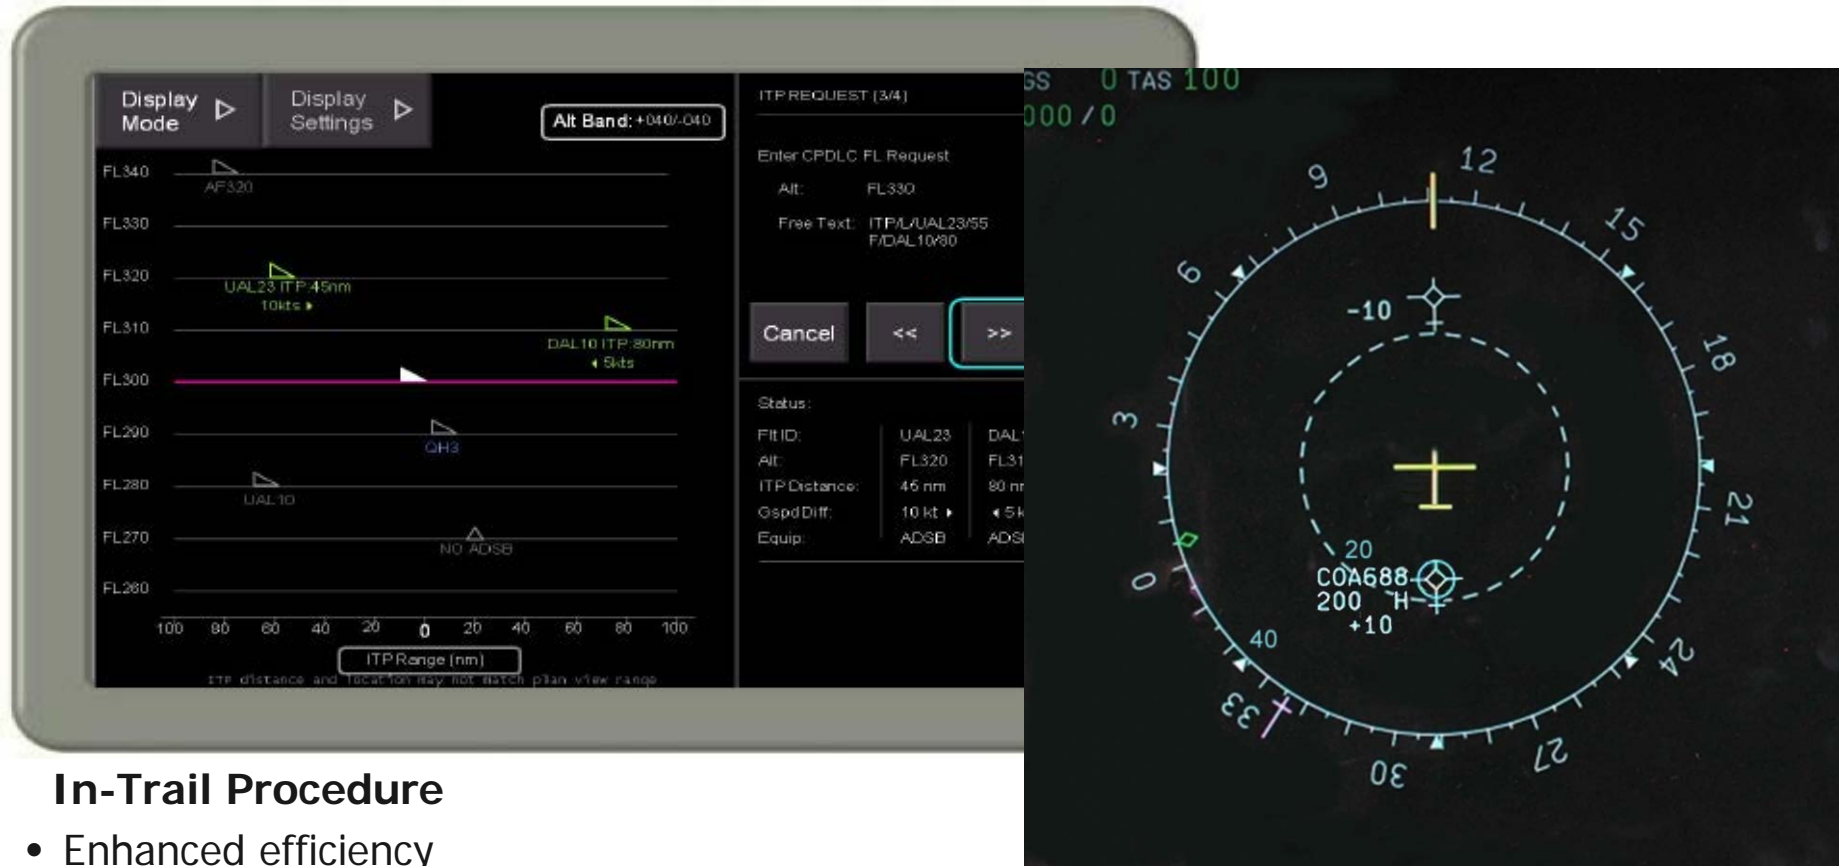 Display
Mode
Display
Settings
Alt Band: +040/-040
FL340
AF320
FL330
FL320
UAL23 ITP:45nm
10kts
FL310
DAL10 ITP:80nm
5kts
FL300
FL290
QH3
FL280
UAL10
FL270
NO ADSB
FL260
100 80 60 40 20 0 20 40 60 80 100
ITP Range (nm)
ITP distance and location may not match plan view range
ITP REQUEST (3/4)
Enter CPDLC FL Request
Alt: FL330
Free Text: ITP/L/UAL23/55
F/DAL10/80
Cancel << >>
Status:
Flt ID: UAL23 DAL1
Alt: FL320 FL31
ITP Distance: 45 nm 80 nm
Gspd Diff: 10 kt 5 k
Equip: ADSB ADSB
GS 0 TAS 100
000 / 0
9 12
15
6
-10
18
3
21
20
COA688
200 H
+10
0
40
24
33
27
30
In-Trail Procedure
• Enhanced efficiency